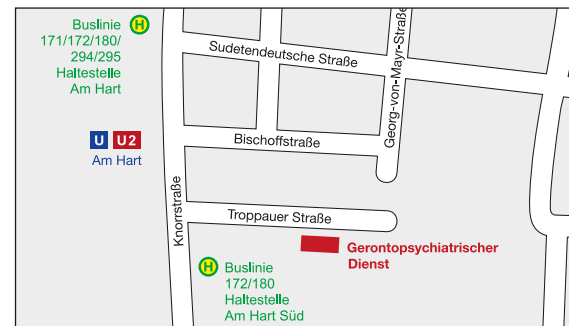 Buslinie H
171/172/180/
294/295
Haltestelle
Am Hart
Sudetendeutsche Straße
Georg-von-Mayr-Straße
U U2
Am Hart
Bischoffstraße
Knorrstraße
Troppauer Straße
Gerontopsychiatrischer
Dienst
H Buslinie
172/180
Haltestelle
Am Hart Süd